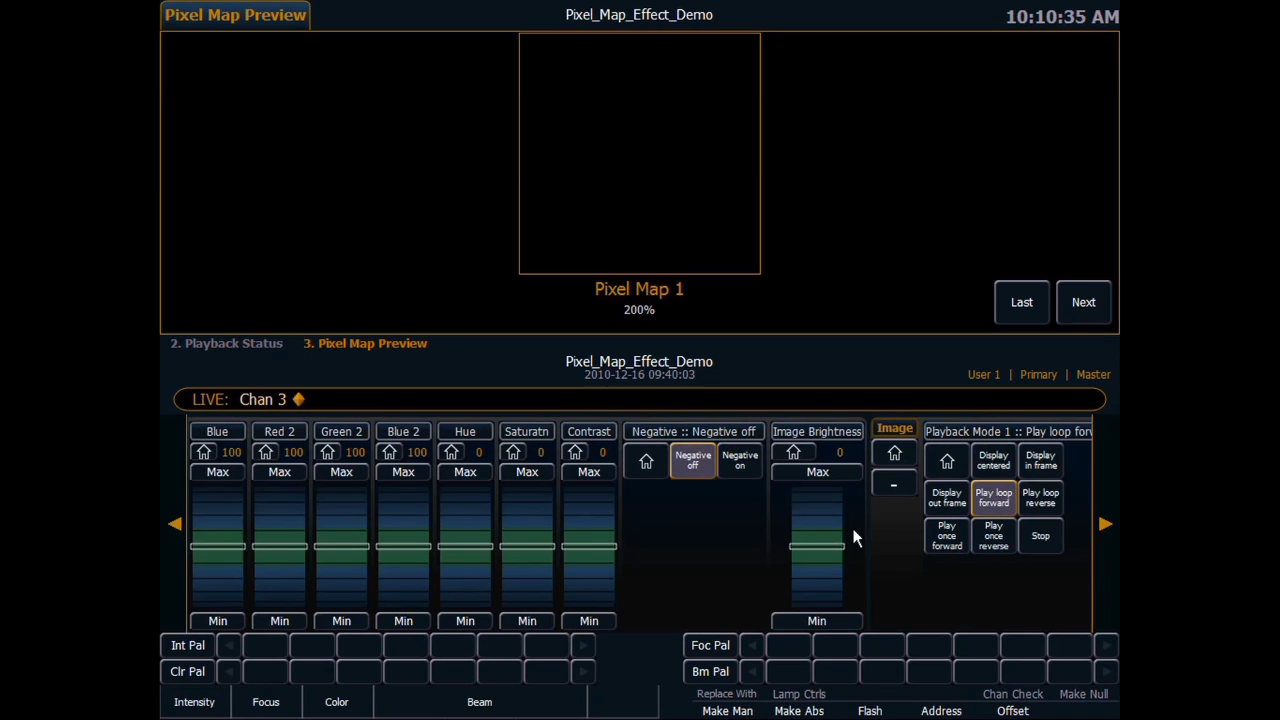 Pixel Map Preview
Pixel_Map_Effect_Demo
10:10:35 AM
Pixel Map 1
200%
Last
Next
2. Playback Status
3. Pixel Map Preview
Pixel_Map_Effect_Demo
2010-12-16 09:40:03
User 1 | Primary | Master
LIVE: Chan 3
Blue
Red 2
Green 2
Blue 2
Hue
Saturatn
Contrast
Negative :: Negative off
Image Brightness
Image
Playback Mode 1 :: Play loop forw
100
100
100
100
0
0
0
Negative off
Negative on
0
-
Display centered
Display in frame
Max
Max
Max
Max
Max
Max
Max
Max
Display out frame
Play loop forward
Play loop reverse
Play once forward
Play once reverse
Stop
Min
Min
Min
Min
Min
Min
Min
Min
Int Pal
Foc Pal
Clr Pal
Bm Pal
Intensity
Focus
Color
Beam
Replace With
Lamp Ctrls
Chan Check
Make Null
Make Man
Make Abs
Flash
Address
Offset